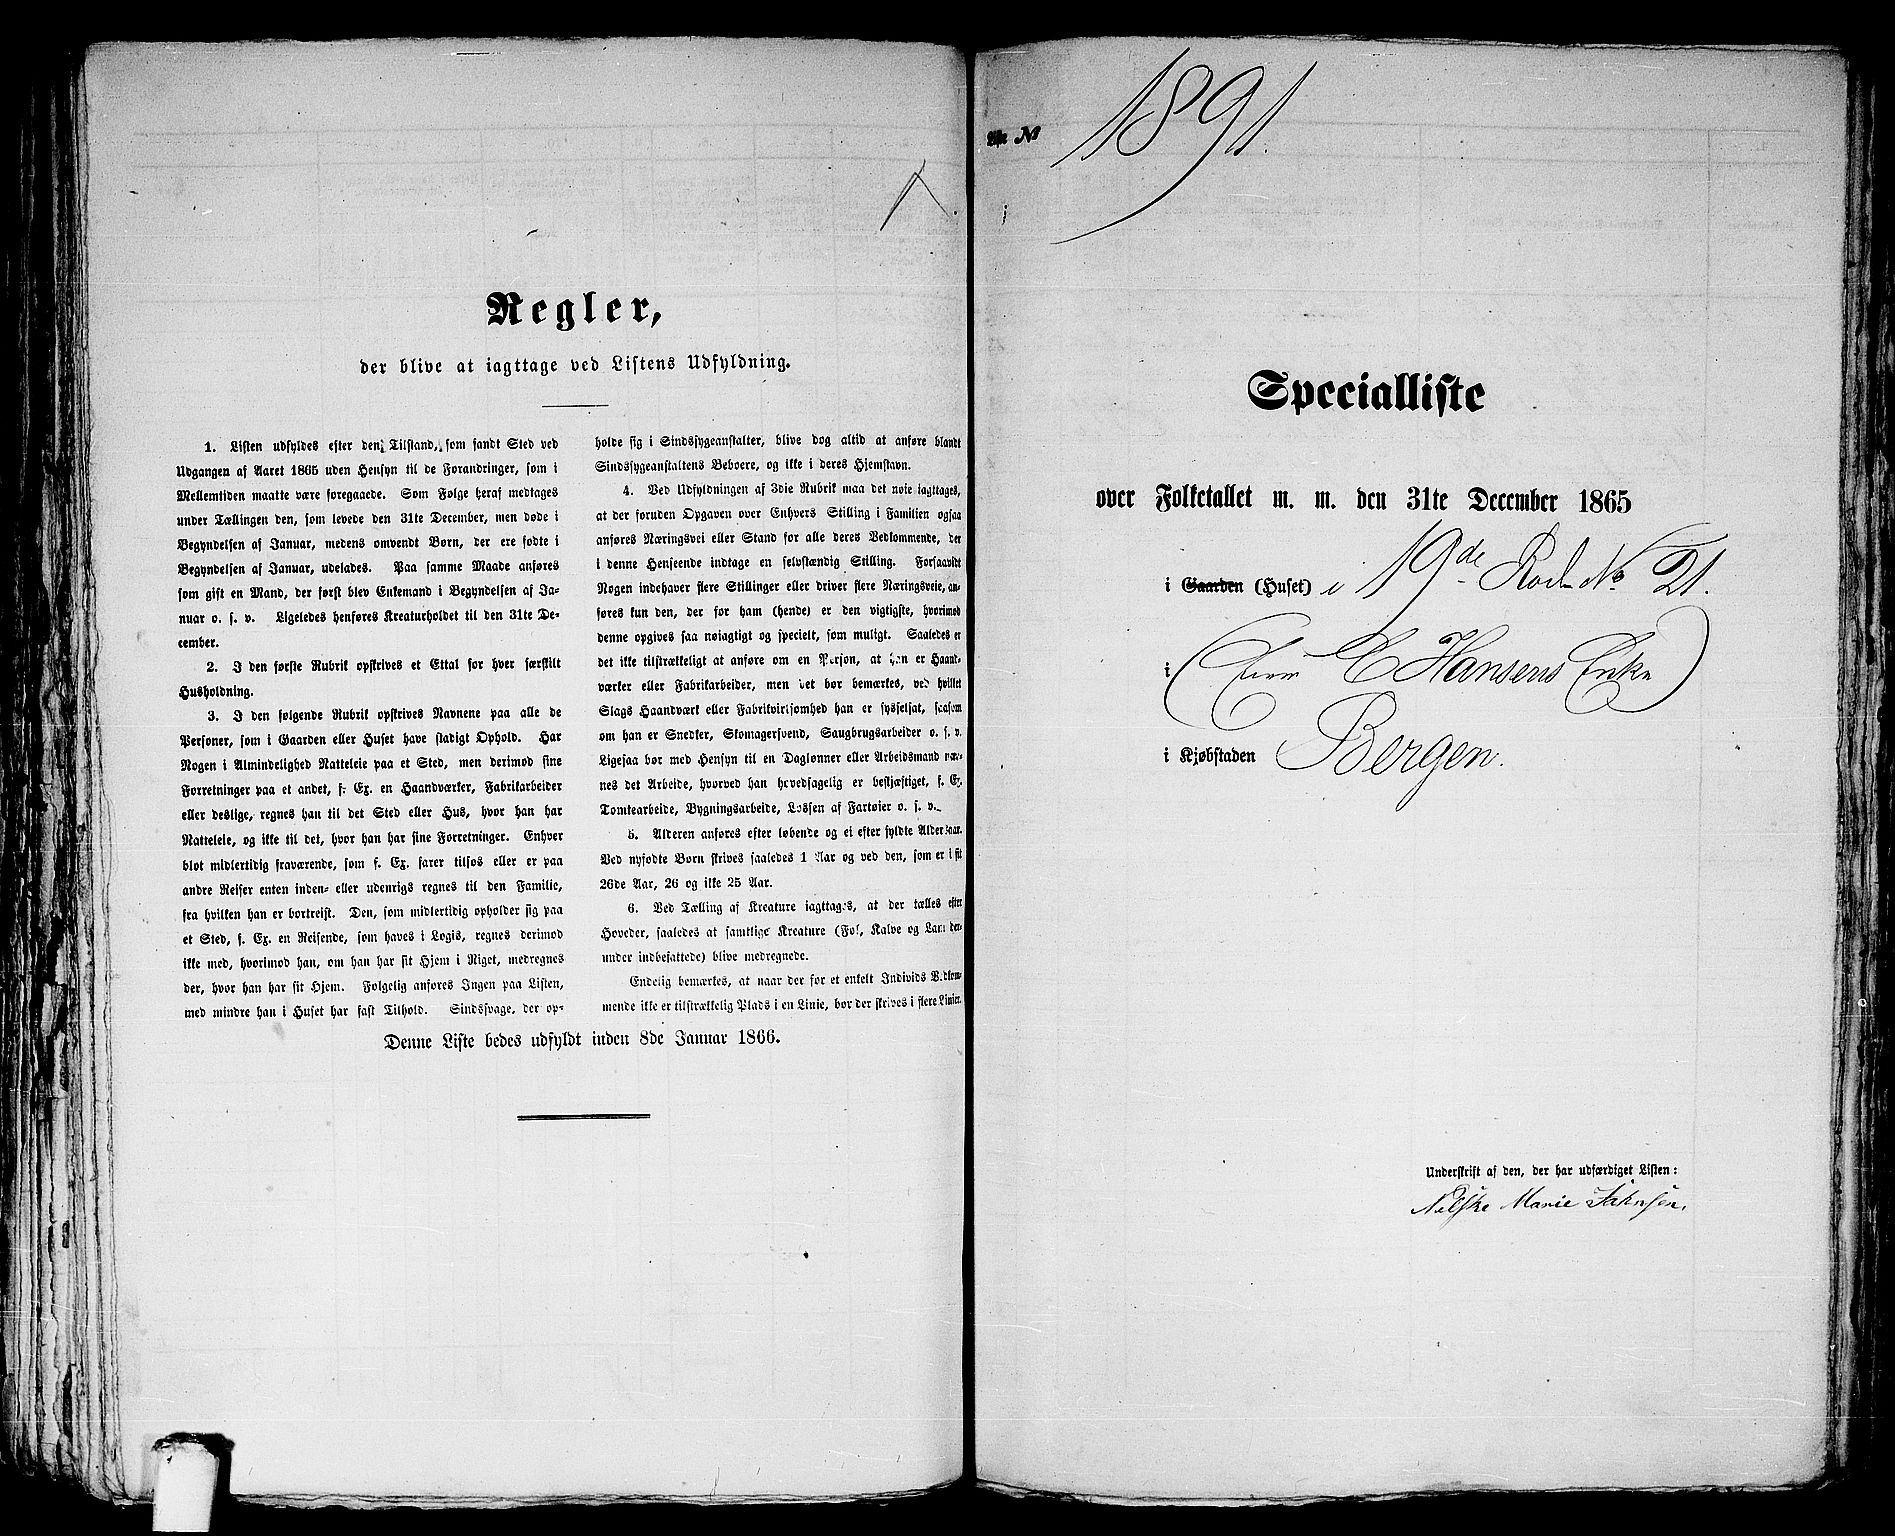 Regler,
der blive at iagttage ved Listens Udfyldning.
1. Listen udfyldes efter den Tilstand, som fandt Sted ved
Udgangen af Aaret 1865 uden Hensyn til de Forandringer, som i
Mellemtiden maatte være foregaaede. Som Følge heraf medtages
under Tællingen den, som levede den 31te December, men døde i
Begyndelsen af Januar, medens omvendt Børn, der ere fødte i
Begyndelsen af Januar, udelades. Paa samme Maade anføres
som gift en Mand, der først blev Enkemand i Begyndelsen af Ja-
nuar o. s. v. Ligeledes henføres Kreaturholdet til den 31te De-
cember.
2. I den første Rubrik opskrives et Ettal for hver særskilt
Husholdning.
3. I den følgende Rubrik opskrives Navnene paa alle de
Personer, som i Gaarden eller Huset have stadigt Ophold. Har
Nogen i Almindelighed Natteleie paa et Sted, men derimod sine
Forretninger paa et andet, f. Ex. en Haandværker, Fabrikarbeider
eller deslige, regnes han til det Sted eller Hus, hvor han har
Natteleie, og ikke til det, hvor han har sine Forretninger. Enhver
blot midlertidig fraværende, som f. Ex. farer tilsøs eller er paa
andre Reiser enten inden- eller udenrigs regnes til den Familie,
fra hvilken han er bortreist. Den, som midlertidig opholder sig paa
et Sted, f. Ex. en Reisende, som haves i Logis, regnes derimod
ikke med, hvorimod han, om han har sit Hjem i Riget, medregnes
der, hvor han har sit Hjem. Følgelig anføres Ingen paa Listen,
med mindre han i Huset har fast Tilhold. Sindssvage, der op-
holde sig i Sindssygeanstalter, blive dog altid at anføre blandt
Sindssygeanstaltens Beboere, og ikke i deres Hjemstavn.
4. Ved Udfyldningen af 3die Rubrik maa det nøie iagttages,
at der foruden Opgaven over Enhvers Stilling i Familien ogsaa
anføres Næringsvei eller Stand for alle deres Vedkommende, der
i denne Henseende indtage en selvstændig Stilling. Forsaavidt
Nogen indehaver flere Stillinger eller driver flere Næringsveie, an-
føres kun den, der for ham (hende) er den vigtigste, hvorimod
denne opgives saa nøiagtigt og specielt, som muligt. Saaledes er
det ikke tilstrækkeligt at anføre om en Person, at han er Haand-
værker eller Fabrikarbeider, men det bør bemærkes, ved hvilket
Slags Haandværk eller Fabrikvirksomhed han er sysselsat, saasom
om han er Snedker, Skomagersvend, Saugbrugsarbeider o. s. v.
Ligesaa bør med Hensyn til en Daglønner eller Arbeidsmand næv-
nes det Arbeide, hvorved han hovedsagelig er beskjæftiget, f. Ex.
Tomtearbeide, Bygningsarbeide, Lossen af Fartøier o. s. v.
5. Alderen anføres efter løbende og ei efter fyldte Aldersaar.
Ved nyfødte Børn skrives saaledes 1 Aar og ved den, som er i sit
26de Aar, 26 og ikke 25 Aar.
6. Ved Tælling af Kreature iagttages, at der tælles efter
Hoveder, saaledes at samtlige Kreature (Føl, Kalve og Lam der-
under indbefattede) blive medregnede.
Endelig bemærkes, at naar der for et enkelt Individs Vedkom-
mende ikke er tilstrækkelig Plads i en Linie, bør der skrives i flere Linier.
Denne Liste bedes udfyldt inden 8de Januar 1866.
No 1891.
Specialliste
over Folketallet m. m. den 31te December 1865
i Gaarden (Huset) i 19de Rode No 21.
i ( C Hansens Enke )
i Kjøbstaden Bergen.
Underskrift af den, der har udfærdiget Listen:
Marie